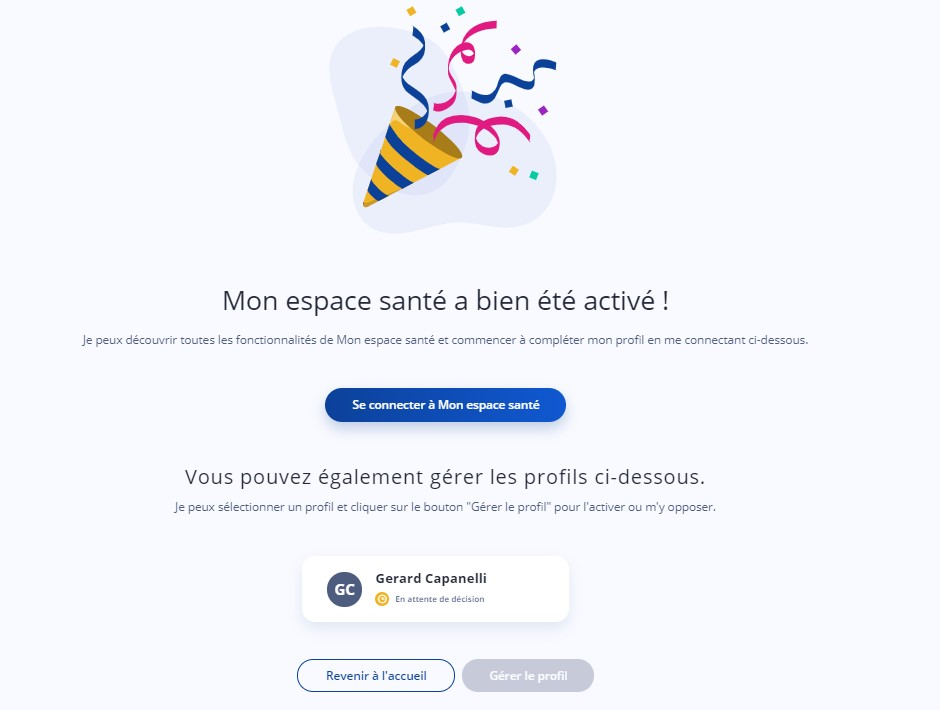 Mon espace santé a bien été activé !
Je peux découvrir toutes les fonctionnalités de Mon espace santé et commencer à compléter mon profil en me connectant ci-dessous.
Se connecter à Mon espace santé
Vous pouvez également gérer les profils ci-dessous.
Je peux sélectionner un profil et cliquer sur le bouton "Gérer le profil" pour l'activer ou m'y opposer.
GC
Gerard Capanelli
En attente de décision
Revenir à l'accueil
Gérer le profil